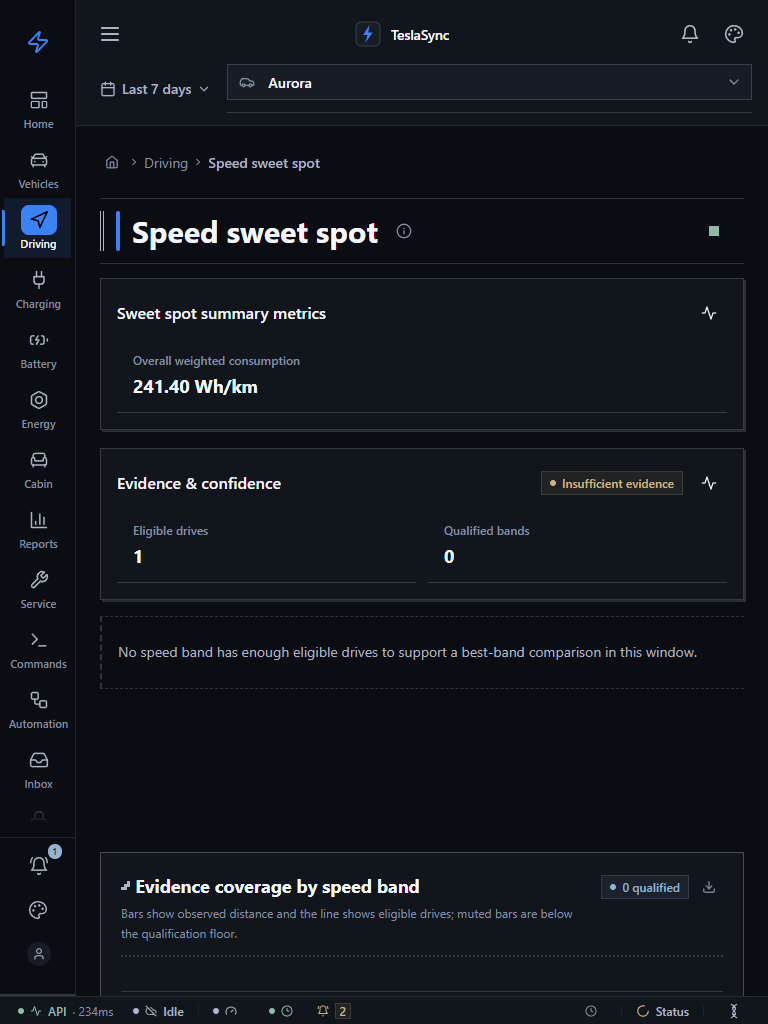 TeslaSync
Last 7 days
Aurora
Home
Vehicles
Driving
Charging
Battery
Energy
Cabin
Reports
Service
Commands
Automation
Inbox
1
Driving
Speed sweet spot
Speed sweet spot
Sweet spot summary metrics
Overall weighted consumption
241.40 Wh/km
Evidence & confidence
Insufficient evidence
Eligible drives
1
Qualified bands
0
No speed band has enough eligible drives to support a best-band comparison in this window.
Evidence coverage by speed band
0 qualified
Bars show observed distance and the line shows eligible drives; muted bars are below
the qualification floor.
API · 234ms
Idle
2
Status